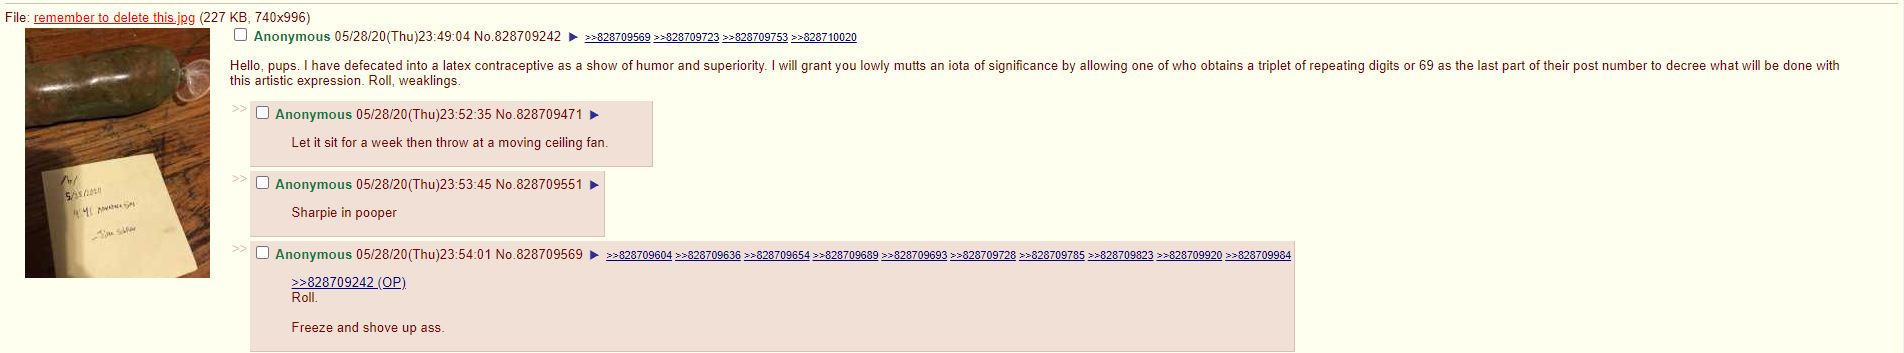 File: remember to delete this.jpg (227 KB, 740x996)
Anonymous 05/28/20(Thu)23:49:04 No.828709242 ▶ >>828709569 >>828709723 >>828709753 >>828710020
Hello, pups. I have defecated into a latex contraceptive as a show of humor and superiority. I will grant you lowly mutts an iota of significance by allowing one of who obtains a triplet of repeating digits or 69 as the last part of their post number to decree what will be done with
this artistic expression. Roll, weaklings.
/b/
5/28/2020
>> Anonymous 05/28/20(Thu)23:52:35 No.828709471 ▶
Let it sit for a week then throw at a moving ceiling fan.
>> Anonymous 05/28/20(Thu)23:53:45 No.828709551 ▶
Sharpie in pooper
>> Anonymous 05/28/20(Thu)23:54:01 No.828709569 ▶ >>828709604 >>828709636 >>828709654 >>828709689 >>828709693 >>828709728 >>828709785 >>828709823 >>828709920 >>828709984
>>828709242 (OP)
Roll.
Freeze and shove up ass.